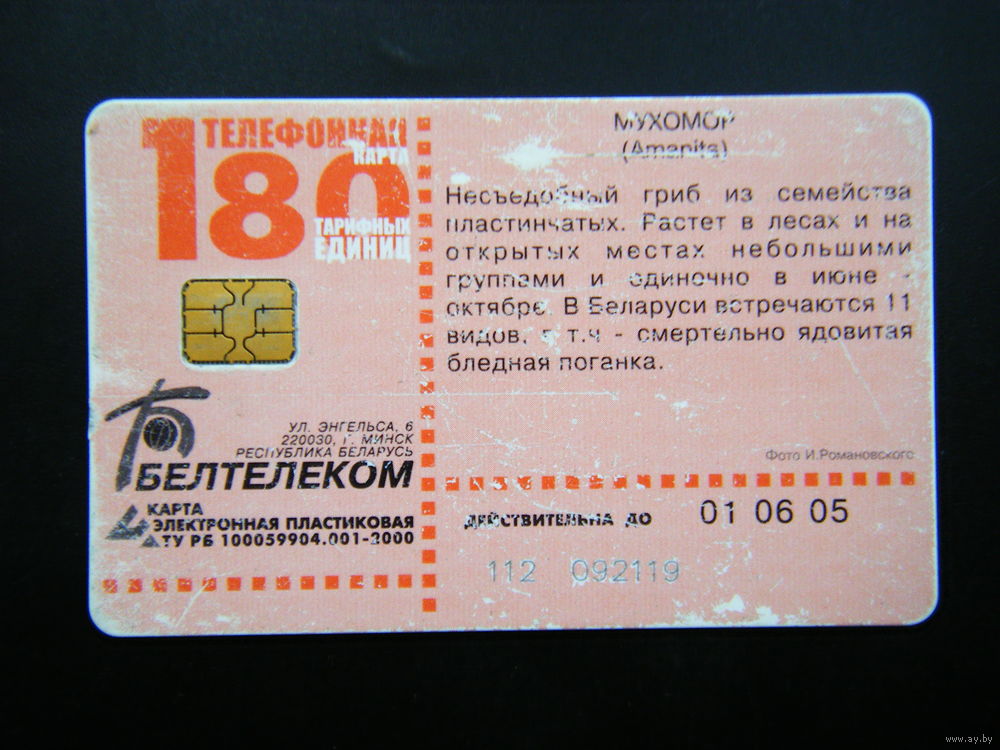 180
ТЕЛЕФОННАЯ
КАРТА
ТАРИФНЫХ
ЕДИНИЦ
УЛ. ЭНГЕЛЬСА, 6
220030, Г. МИНСК
РЕСПУБЛИКА БЕЛАРУСЬ
БЕЛТЕЛЕКОМ
КАРТА
ЭЛЕКТРОННАЯ ПЛАСТИКОВАЯ
ТУ РБ 100059904.001-2000
МУХОМОР
(Amanita)
Несъедобный гриб из семейства
пластинчатых. Растет в лесах и на
открытых местах небольшими
группами и одиночно в июне -
октябре. В Беларуси встречаются 11
видов, в т.ч - смертельно ядовитая
бледная поганка.
Фото И.Романовского
ДЕЙСТВИТЕЛЬНА ДО 01 06 05
112 092119
www.ay.by